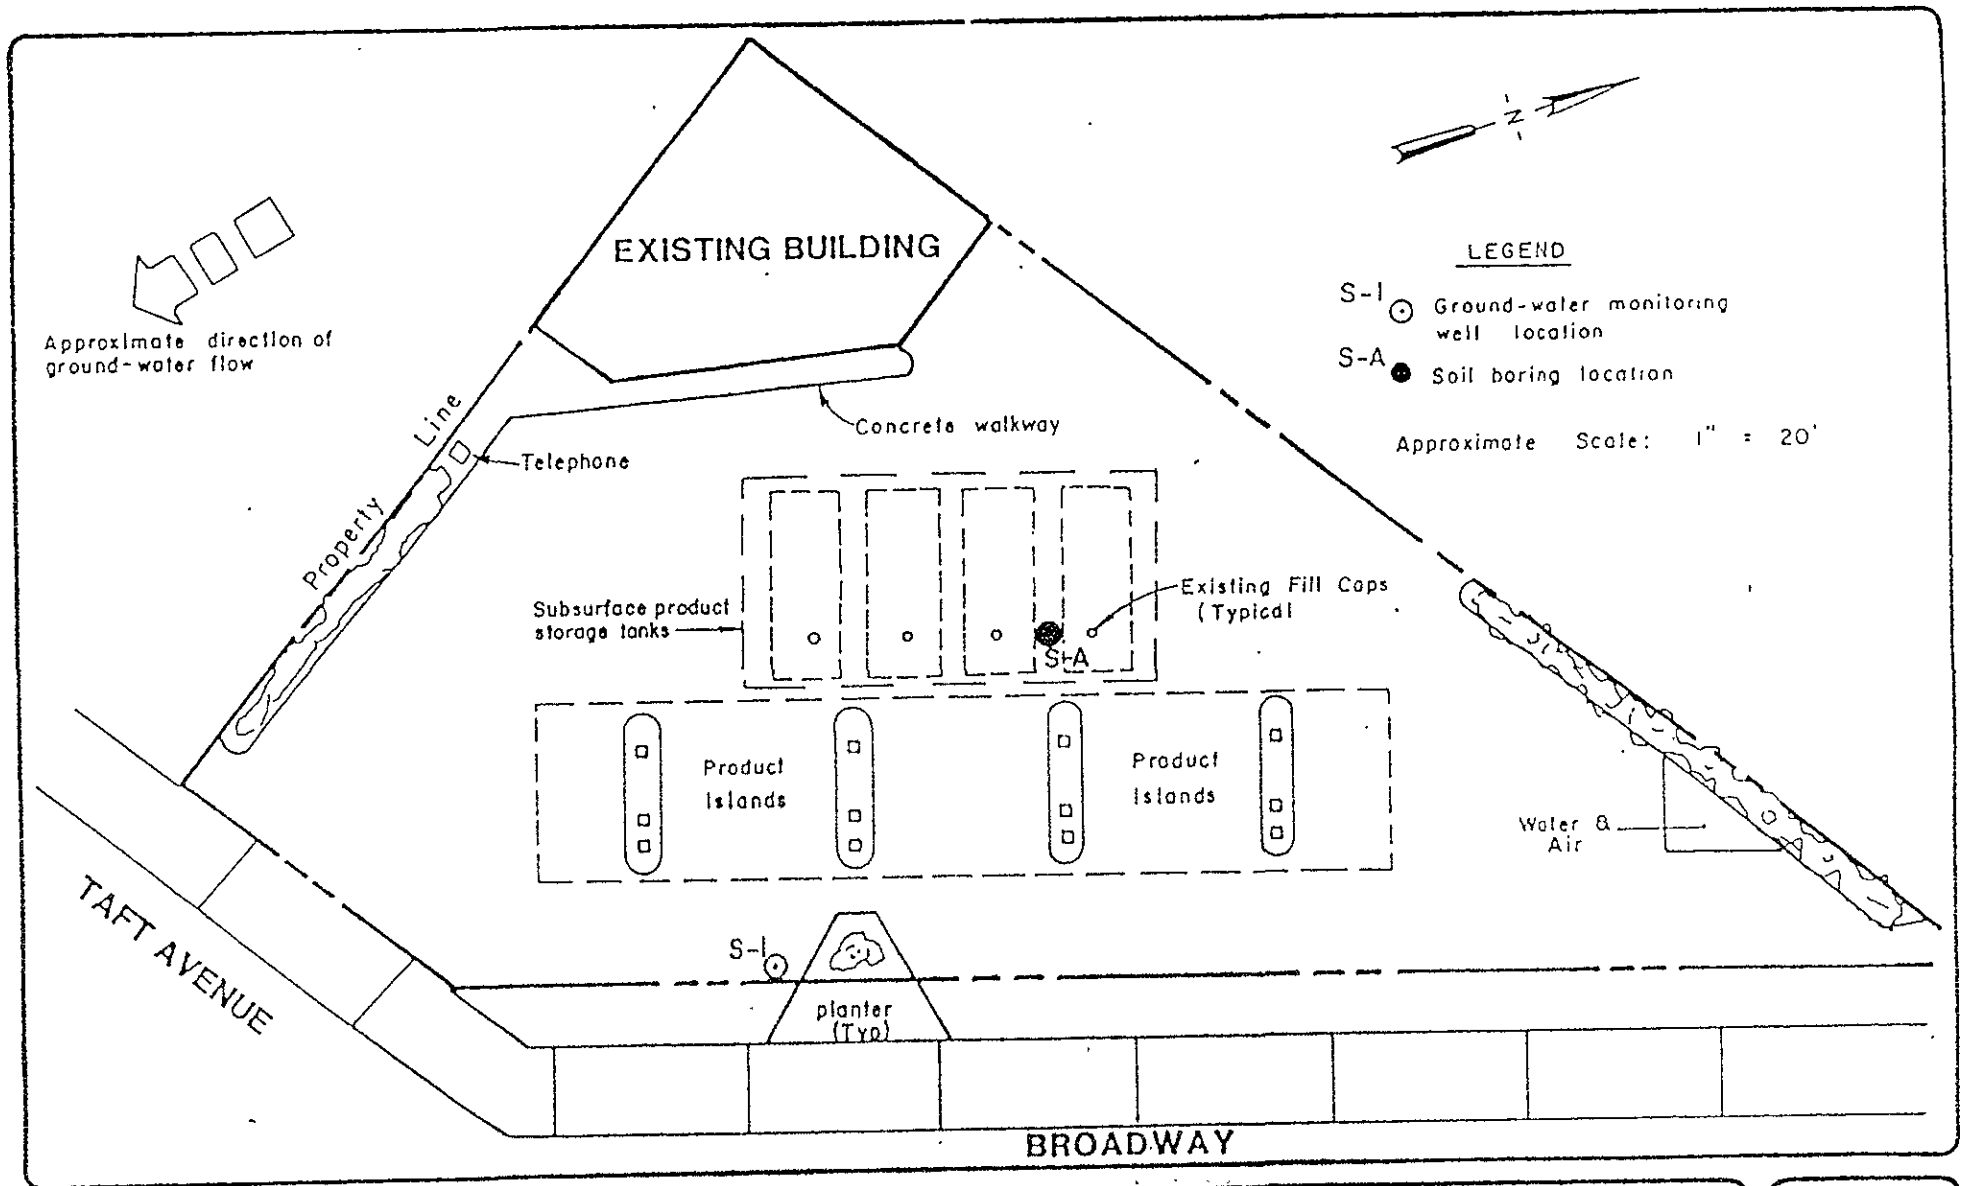 N
EXISTING BUILDING
LEGEND
S-1
Ground-water monitoring
well location
S-A
Soil boring location
Approximate Scale: 1" = 20'
Approximate direction of
ground-water flow
Property Line
Telephone
Concrete walkway
Subsurface product
storage tanks
Existing Fill Caps
(Typical)
S-A
Product
Islands
Product
Islands
Water &
Air
TAFT AVENUE
S-1
planter
(Typ)
BROADWAY